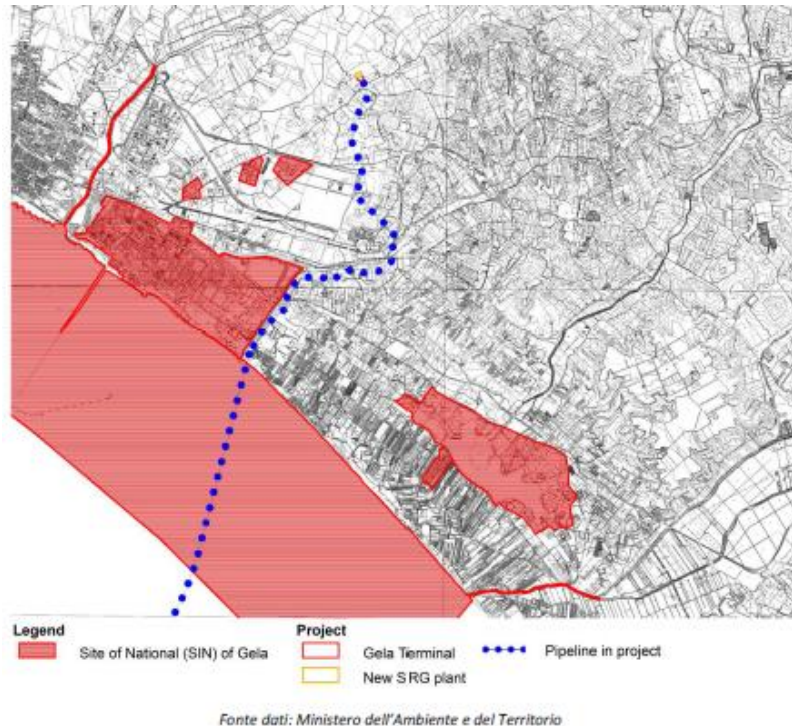 Legend
Site of National (SIN) of Gela
Project
Gela Tierminal
New SRG plant
Pipeline in project
Fonte dati: Ministero dell'Ambiente e del Territorio